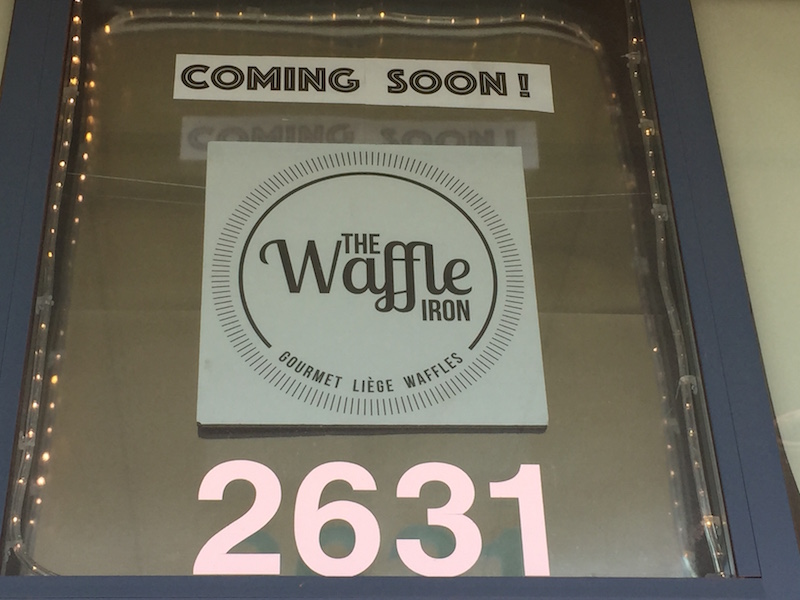 COMING SOON!
THE
Waffle
IRON
GOURMET LIÈGE WAFFLES
2631